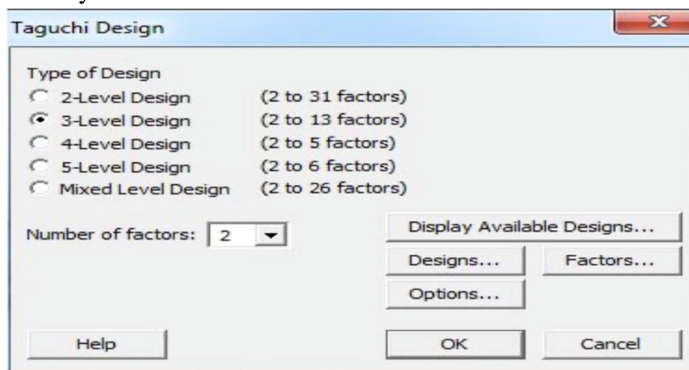 Taguchi Design
Type of Design
2-Level Design (2 to 31 factors)
3-Level Design (2 to 13 factors)
4-Level Design (2 to 5 factors)
5-Level Design (2 to 6 factors)
Mixed Level Design (2 to 26 factors)
Number of factors: 2
Display Available Designs...
Designs... Factors...
Options...
Help OK Cancel